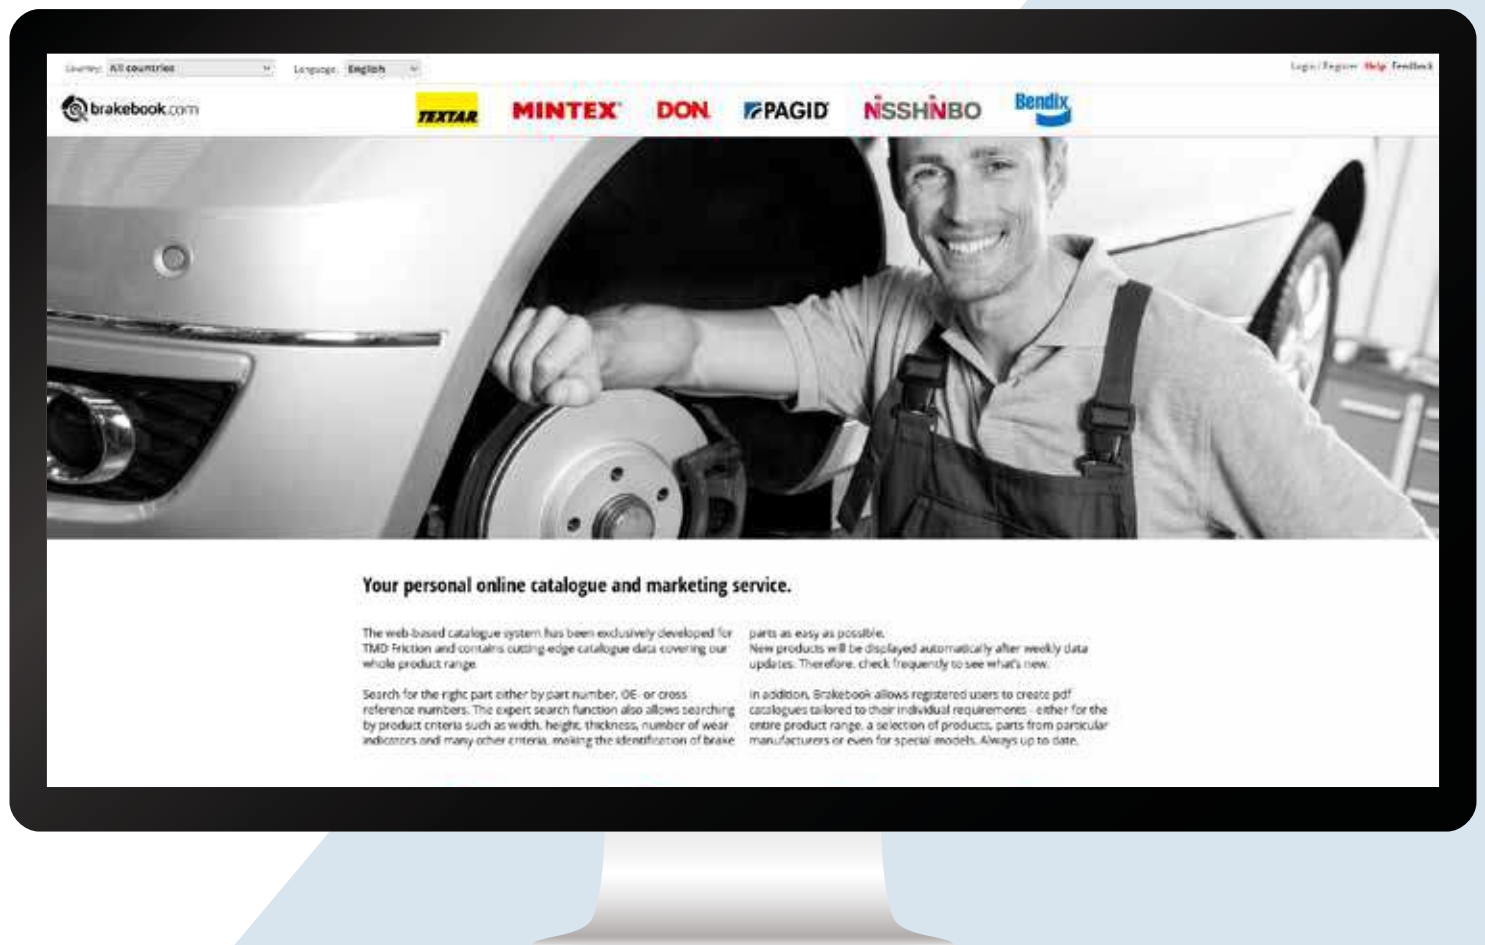 Country: All countries
Language: English
Login / Register Help Feedback
brakebook.com
TEXTAR
MINTEX®
DON.
PAGID
NiSSHiNBO
Bendix
Your personal online catalogue and marketing service.
The web-based catalogue system has been exclusively developed for
TMD Friction and contains cutting-edge catalogue data covering our
whole product range.
Search for the right part either by part number, OE- or cross
reference numbers. The expert search function also allows searching
by product criteria such as width, height, thickness, number of wear
indicators and many other criteria, making the identification of brake
parts as easy as possible.
New products will be displayed automatically after weekly data
updates. Therefore, check frequently to see what's new.
In addition, Brakebook allows registered users to create pdf
catalogues tailored to their individual requirements - either for the
entire product range, a selection of products, parts from particular
manufacturers or even for special models. Always up to date.